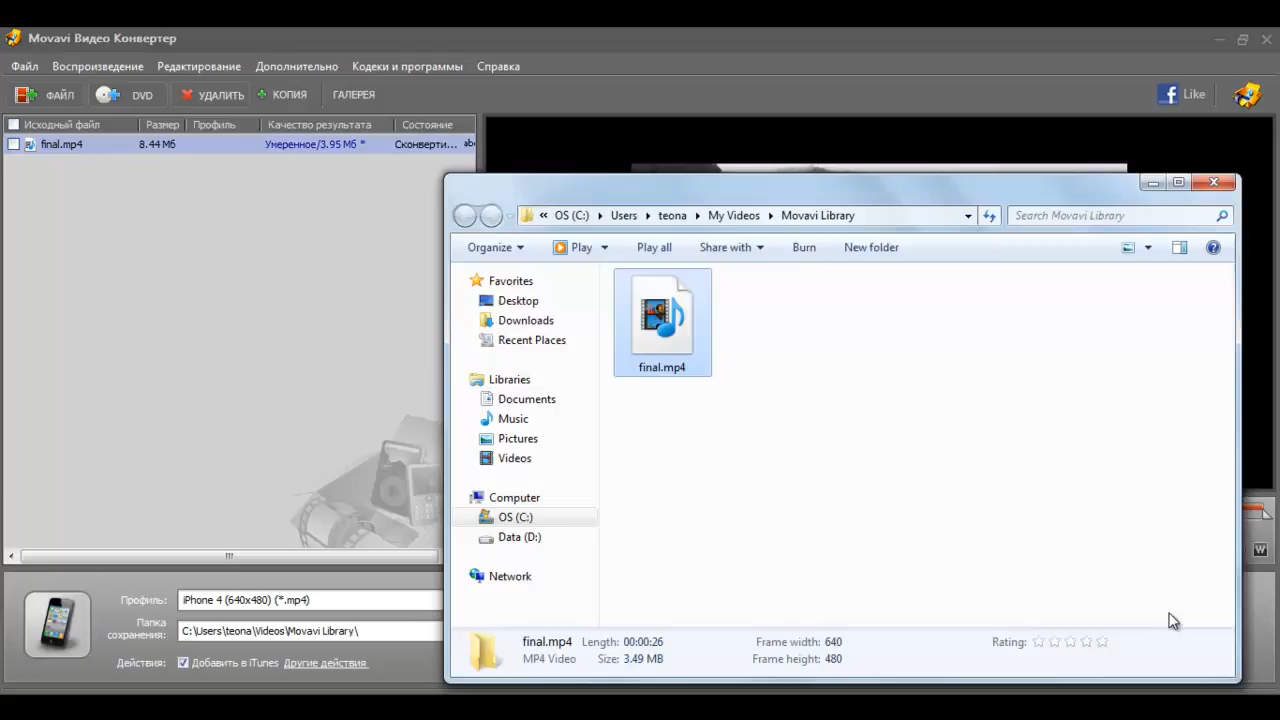 Movavi Видео Конвертер
Файл Воспроизведение Редактирование Дополнительно Кодеки и программы Справка
ФАЙЛ DVD УДАЛИТЬ КОПИЯ ГАЛЕРЕЯ Like
Исходный файл Размер Профиль Качество результата Состояние
final.mp4 8.44 Мб Умеренное/3.95 Мб * Сконверти... abc
« OS (C:) Users teona My Videos Movavi Library Search Movavi Library
Organize Play Play all Share with Burn New folder
Favorites
Desktop
Downloads
Recent Places
Libraries
Documents
Music
Pictures
Videos
Computer
OS (C:)
Data (D:)
Network
final.mp4
Профиль: iPhone 4 (640x480) (*.mp4)
Папка сохранения: C:\Users\teona\Videos\Movavi Library\
Действия: Добавить в iTunes Другие действия
final.mp4 Length: 00:00:26 Frame width: 640 Rating:
MP4 Video Size: 3.49 MB Frame height: 480
W